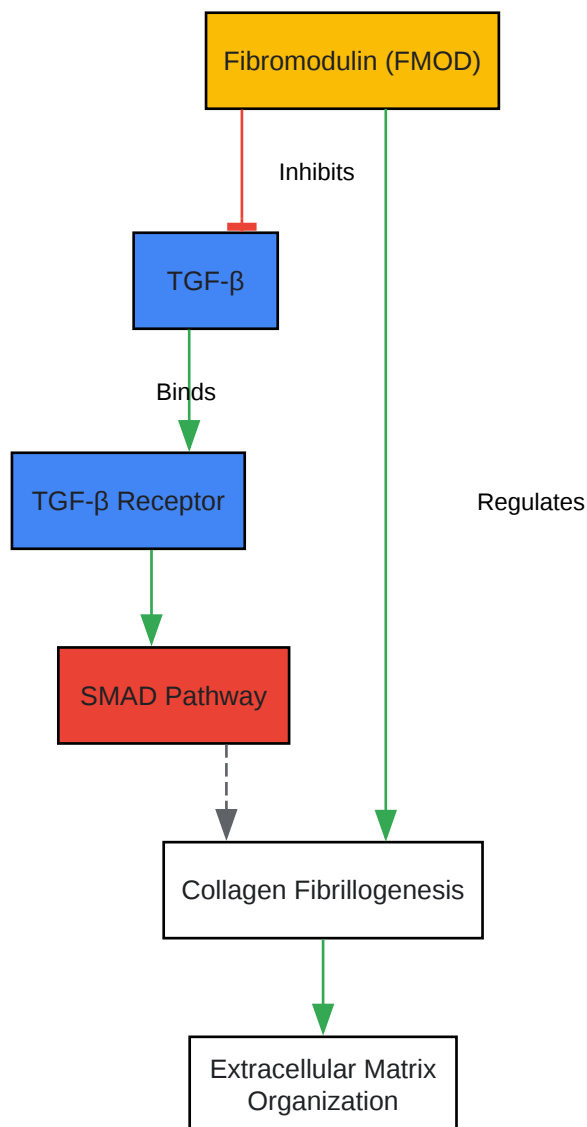 Fibromodulin (FMOD)
Inhibits
TGF-β
Binds
TGF-β Receptor
Regulates
SMAD Pathway
Collagen Fibrillogenesis
Extracellular Matrix
Organization